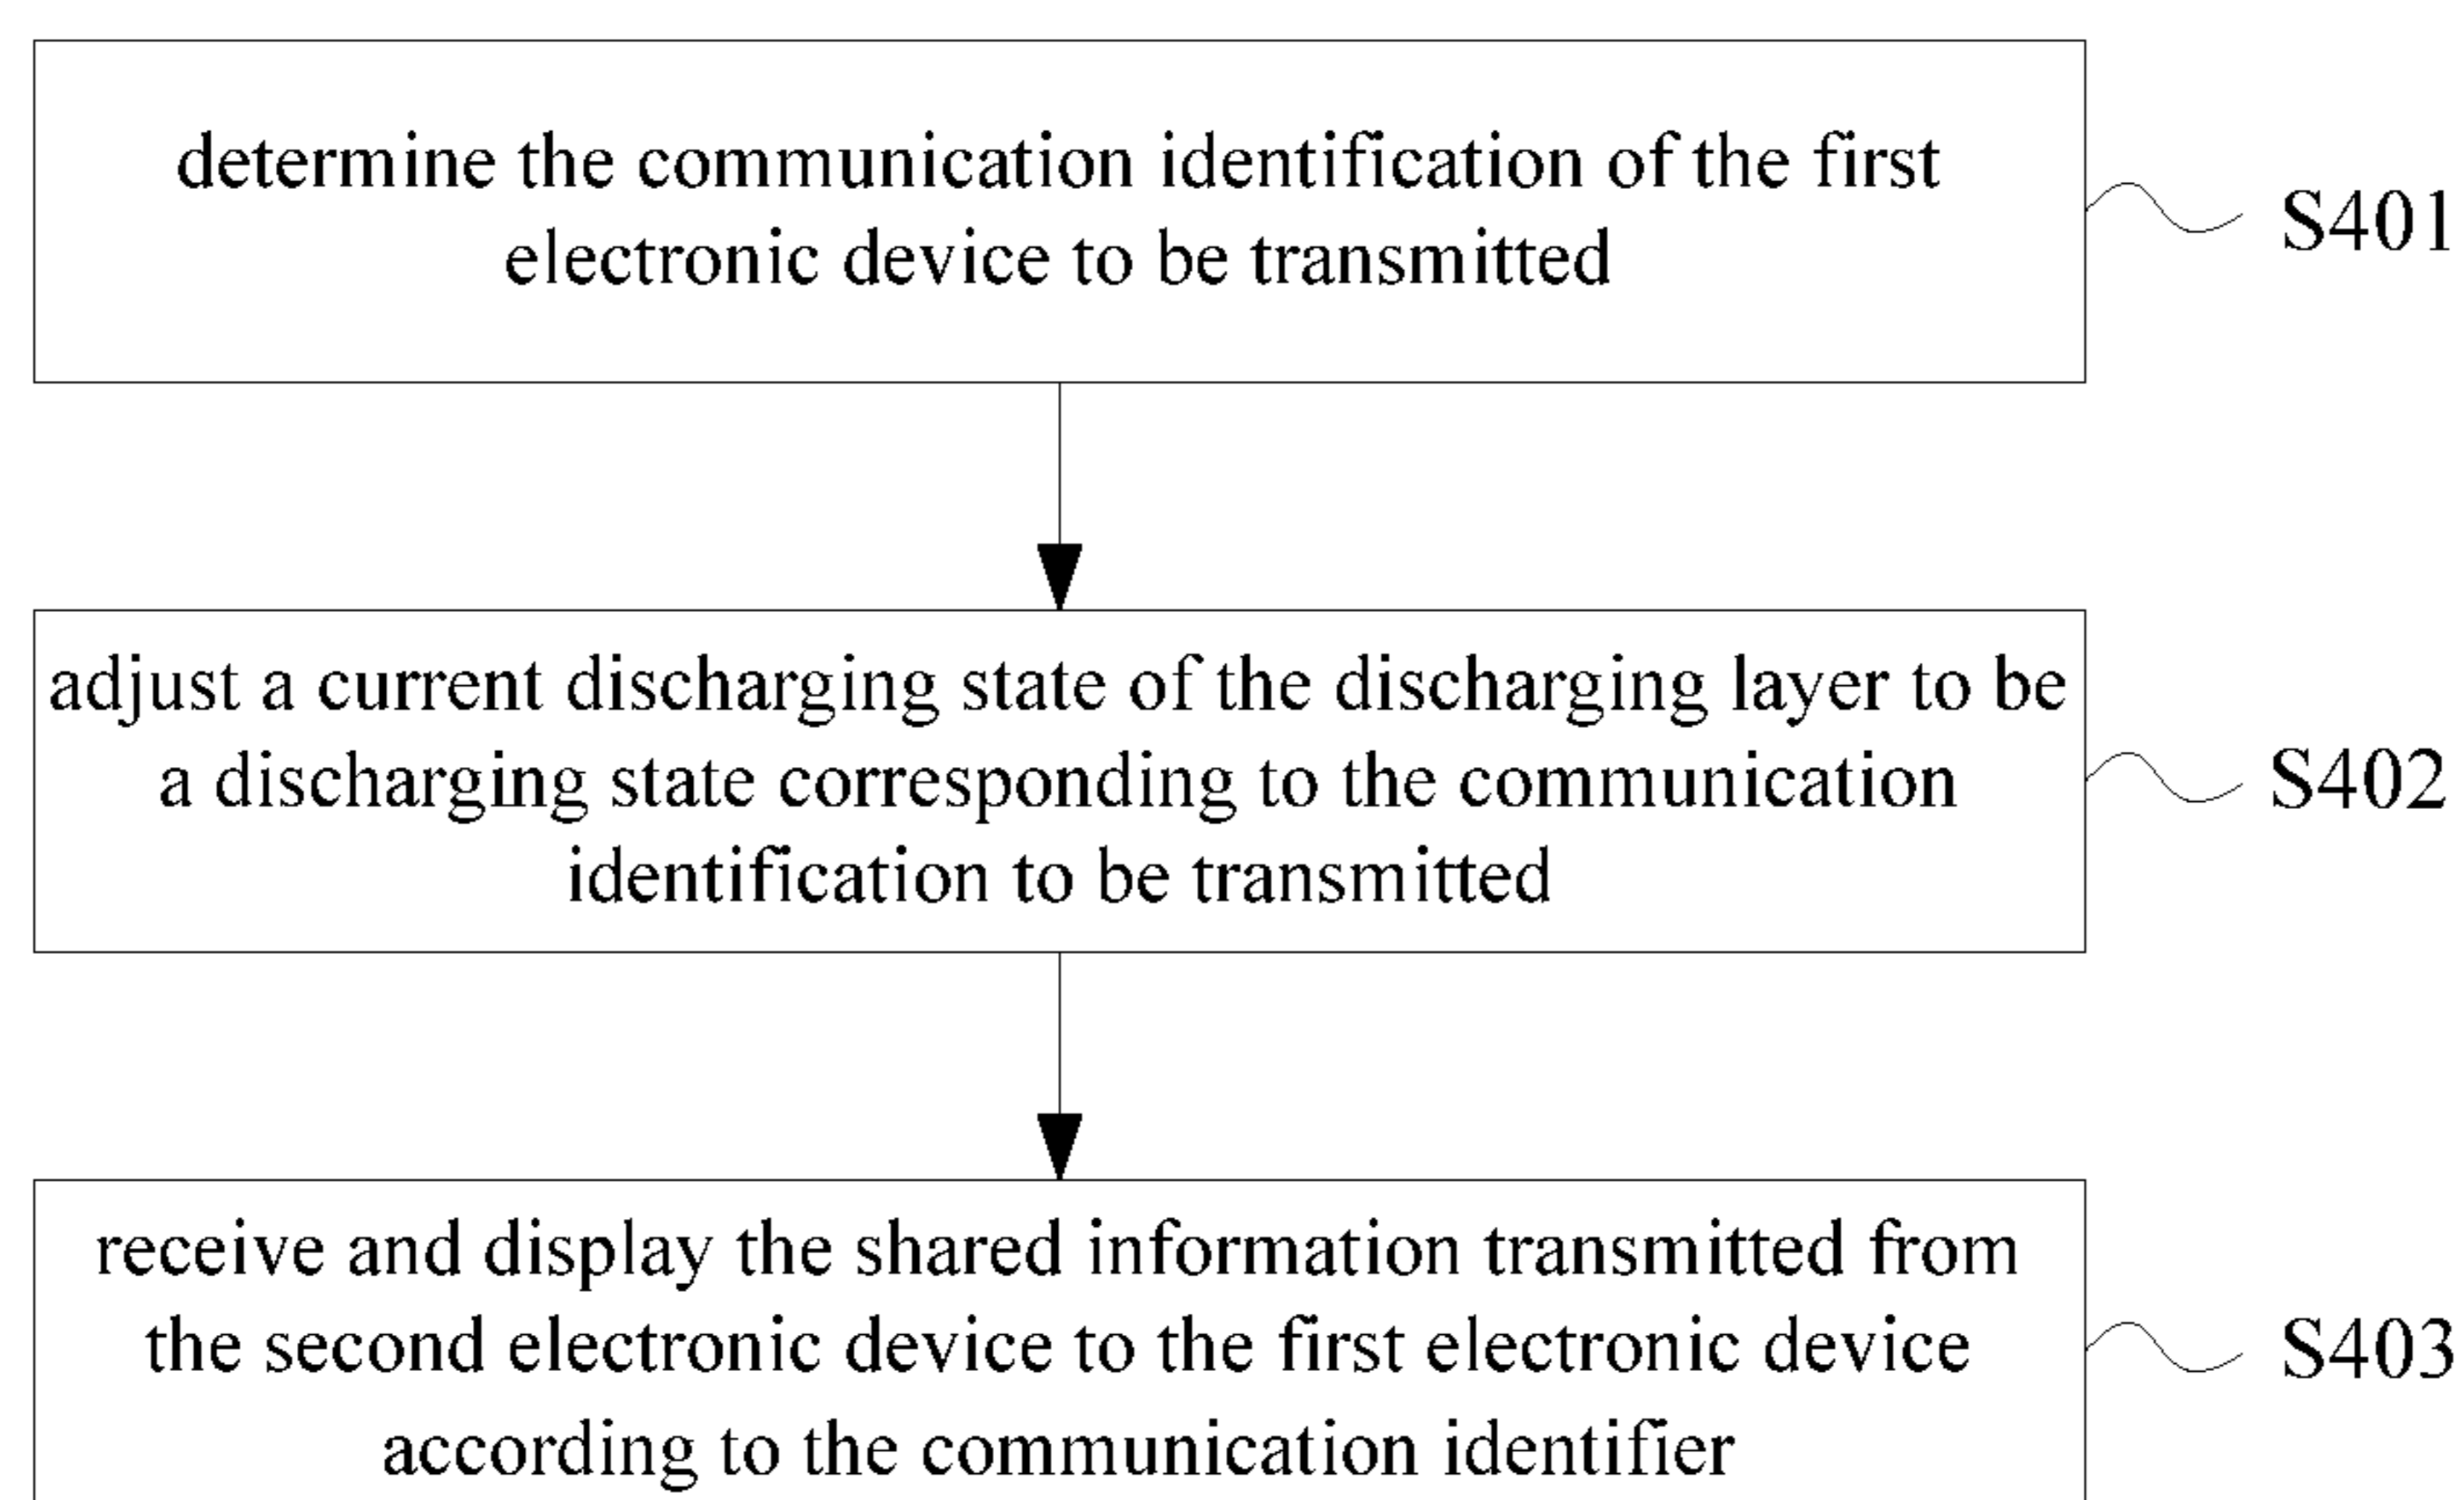 determine the communication identification of the first
electronic device to be transmitted
S401
adjust a current discharging state of the discharging layer to be
a discharging state corresponding to the communication
identification to be transmitted
S402
receive and display the shared information transmitted from
the second electronic device to the first electronic device
according to the communication identifier
S403